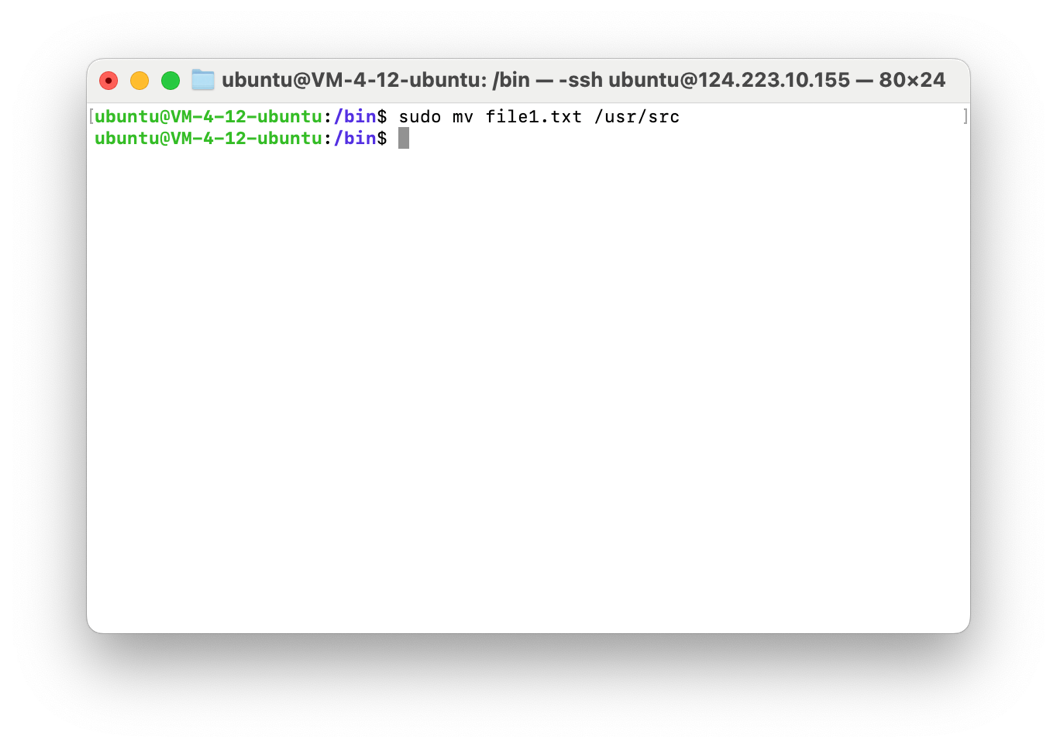 ubuntu@VM-4-12-ubuntu: /bin — -ssh ubuntu@124.223.10.155 — 80×24
[ubuntu@VM-4-12-ubuntu:/bin$ sudo mv file1.txt /usr/src ]
ubuntu@VM-4-12-ubuntu:/bin$